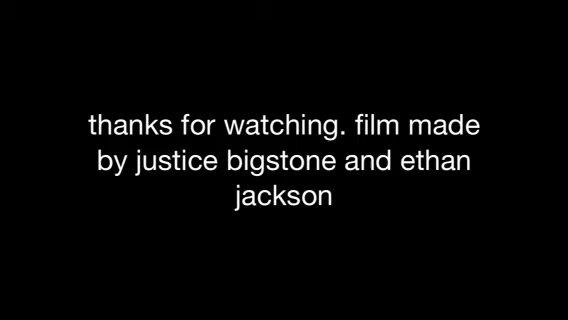 thanks for watching. film made
by justice bigstone and ethan
jackson